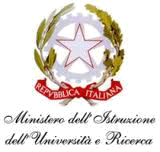 REPVBBLICA ITALIANA
Ministero dell'Istruzione
dell'Università e Ricerca